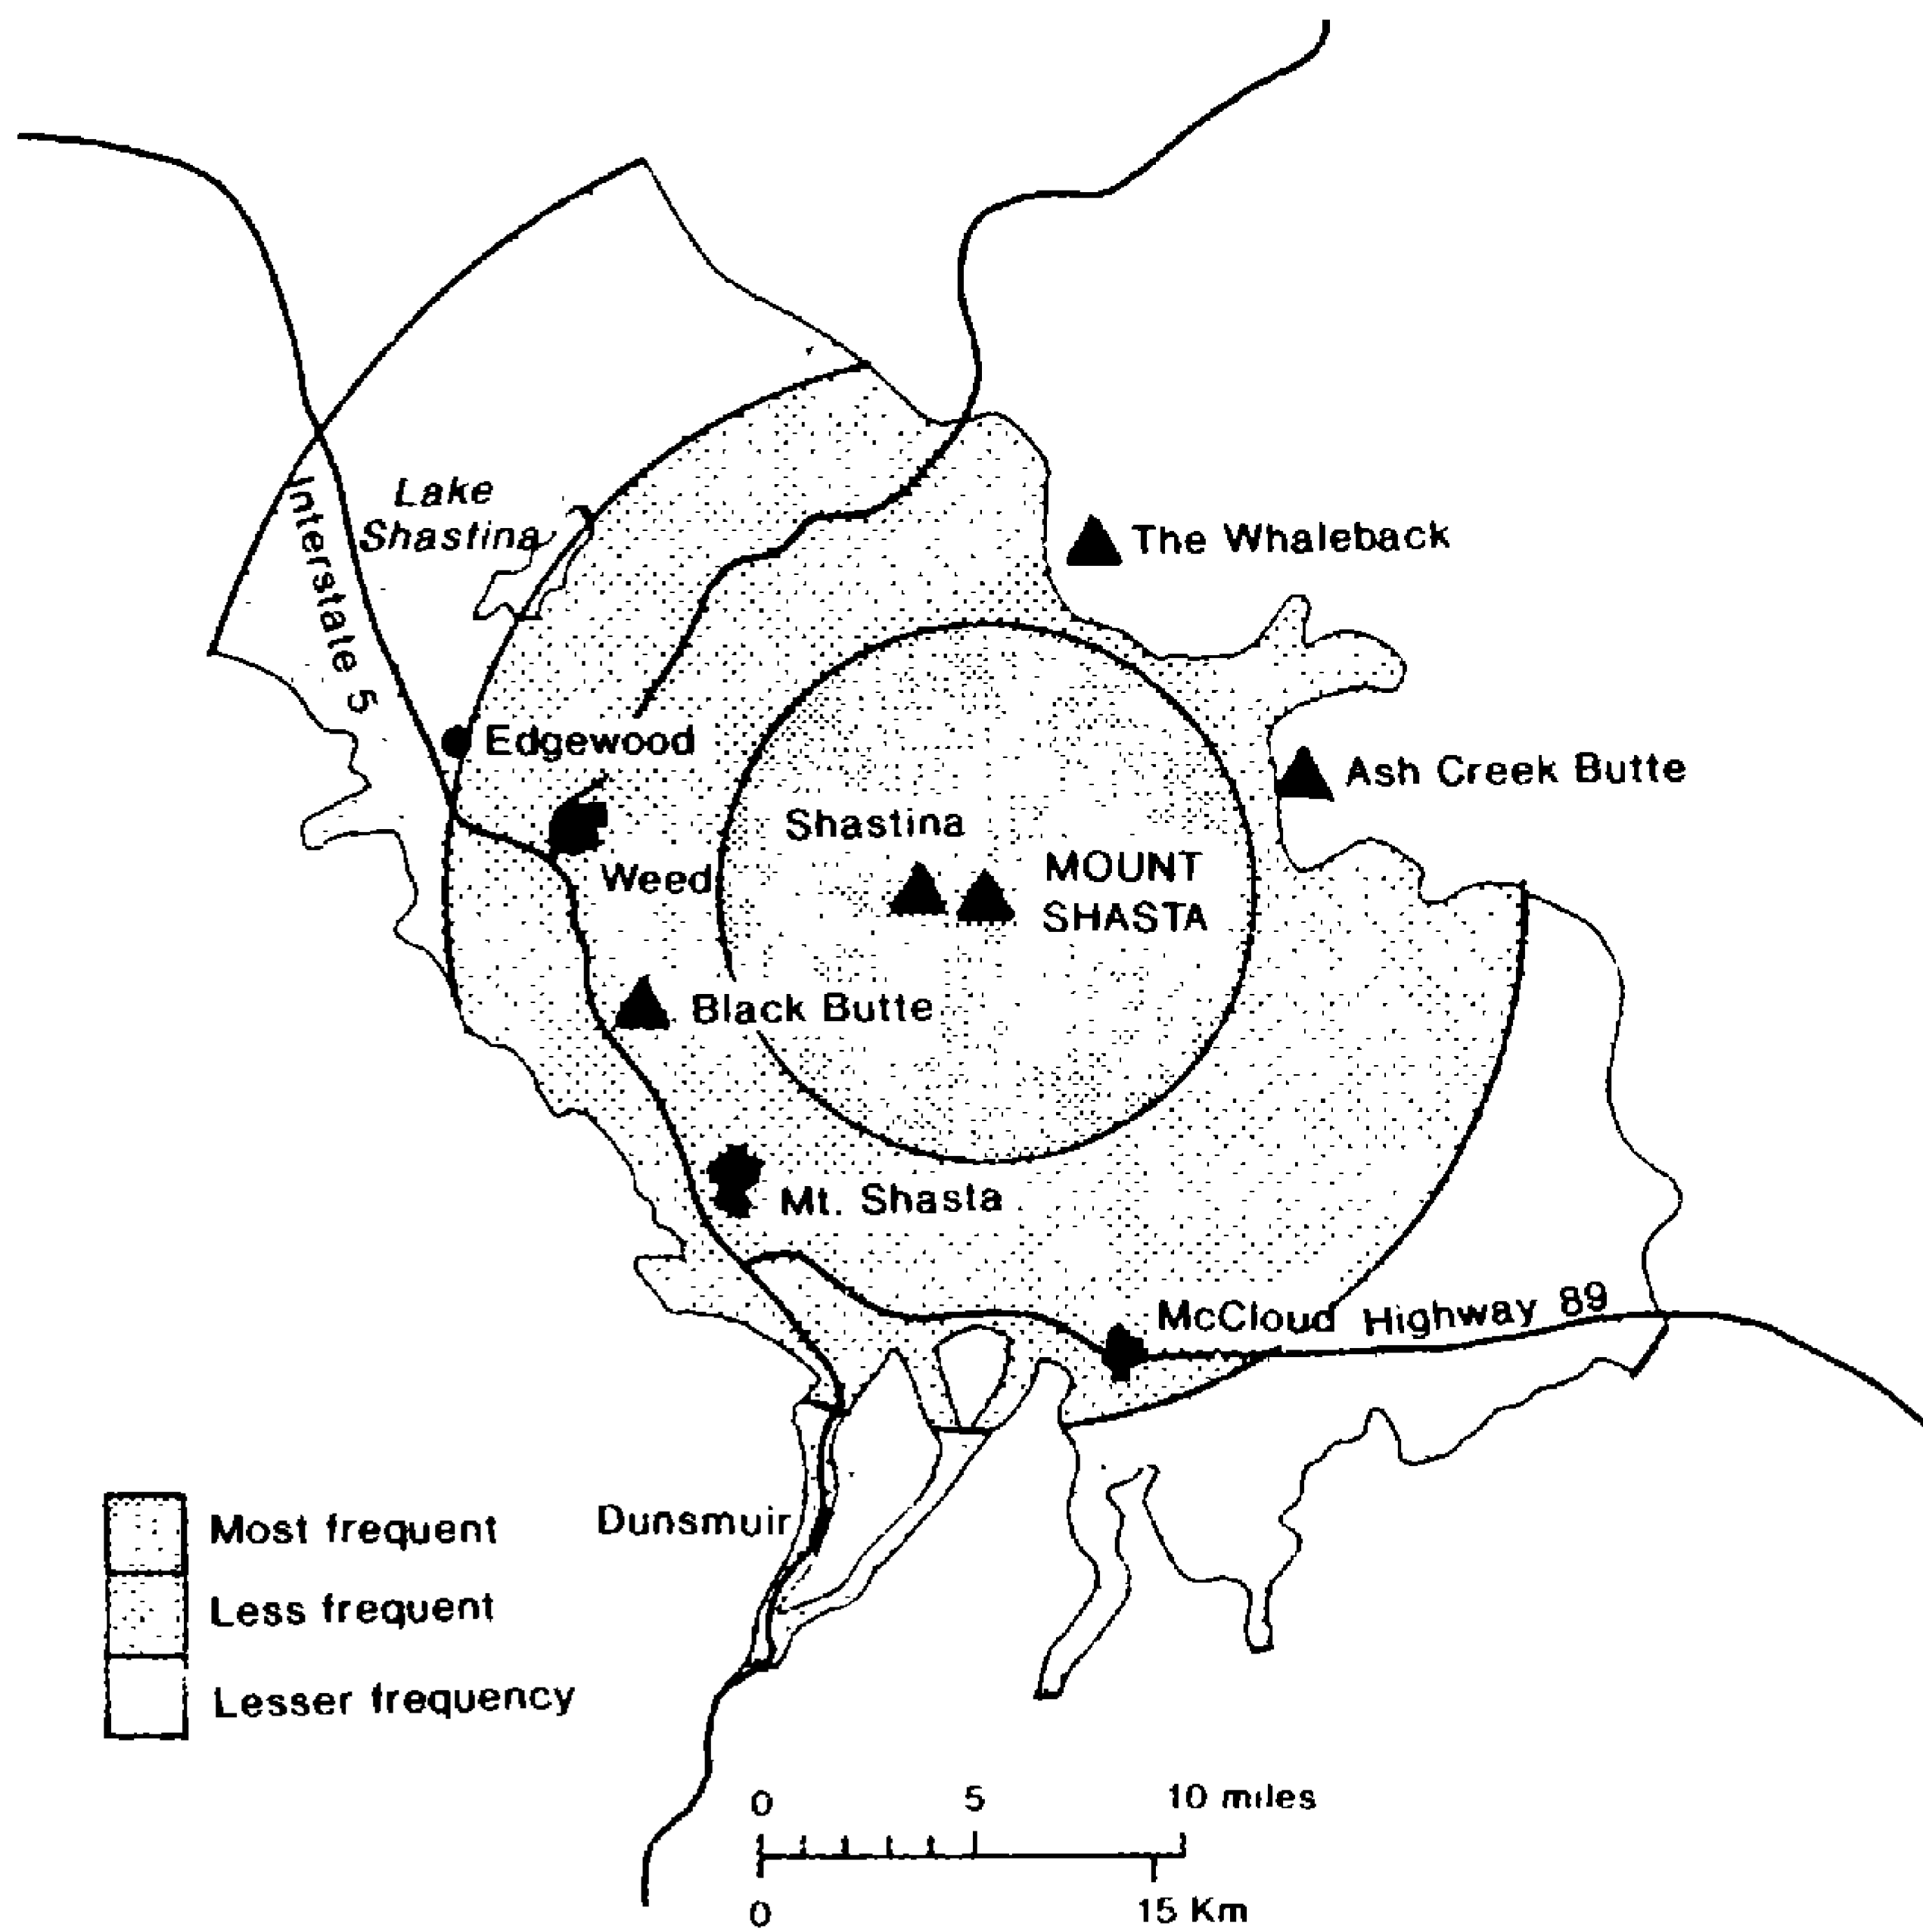 Lake
Shastina
Interstate 5
The Whaleback
Edgewood
Ash Creek Butte
Shastina
Weed
MOUNT
SHASTA
Black Butte
Mt. Shasta
McCloud
Highway 89
Dunsmuir
Most frequent
Less frequent
Lesser frequency
0 5 10 miles
0 15 Km